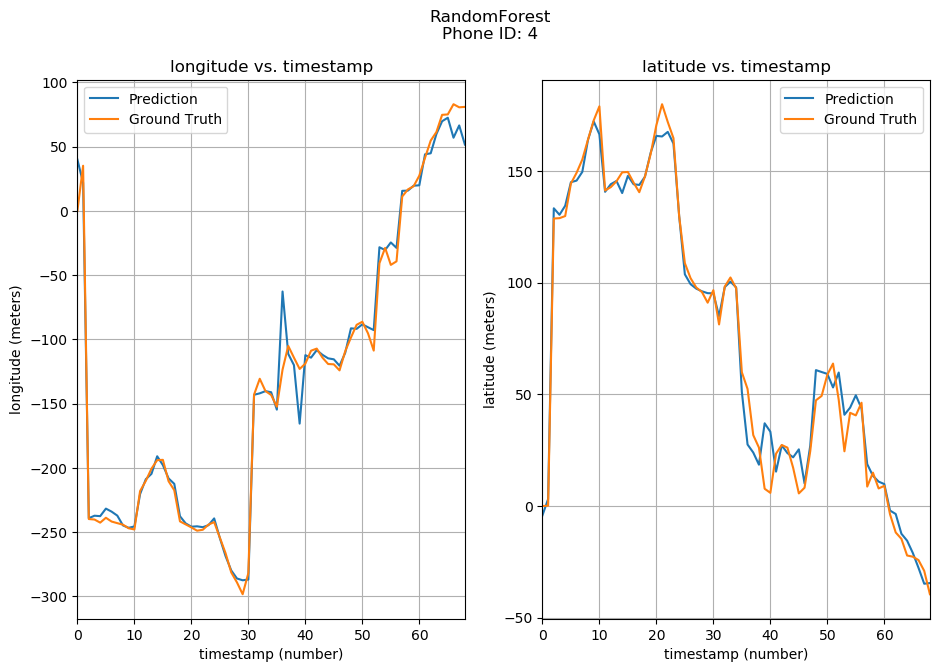 RandomForest
Phone ID: 4
longitude vs. timestamp
Prediction
Ground Truth
100
50
0
−50
−100
−150
−200
−250
−300
longitude (meters)
0 10 20 30 40 50 60
timestamp (number)
latitude vs. timestamp
Prediction
Ground Truth
150
100
50
0
−50
latitude (meters)
0 10 20 30 40 50 60
timestamp (number)